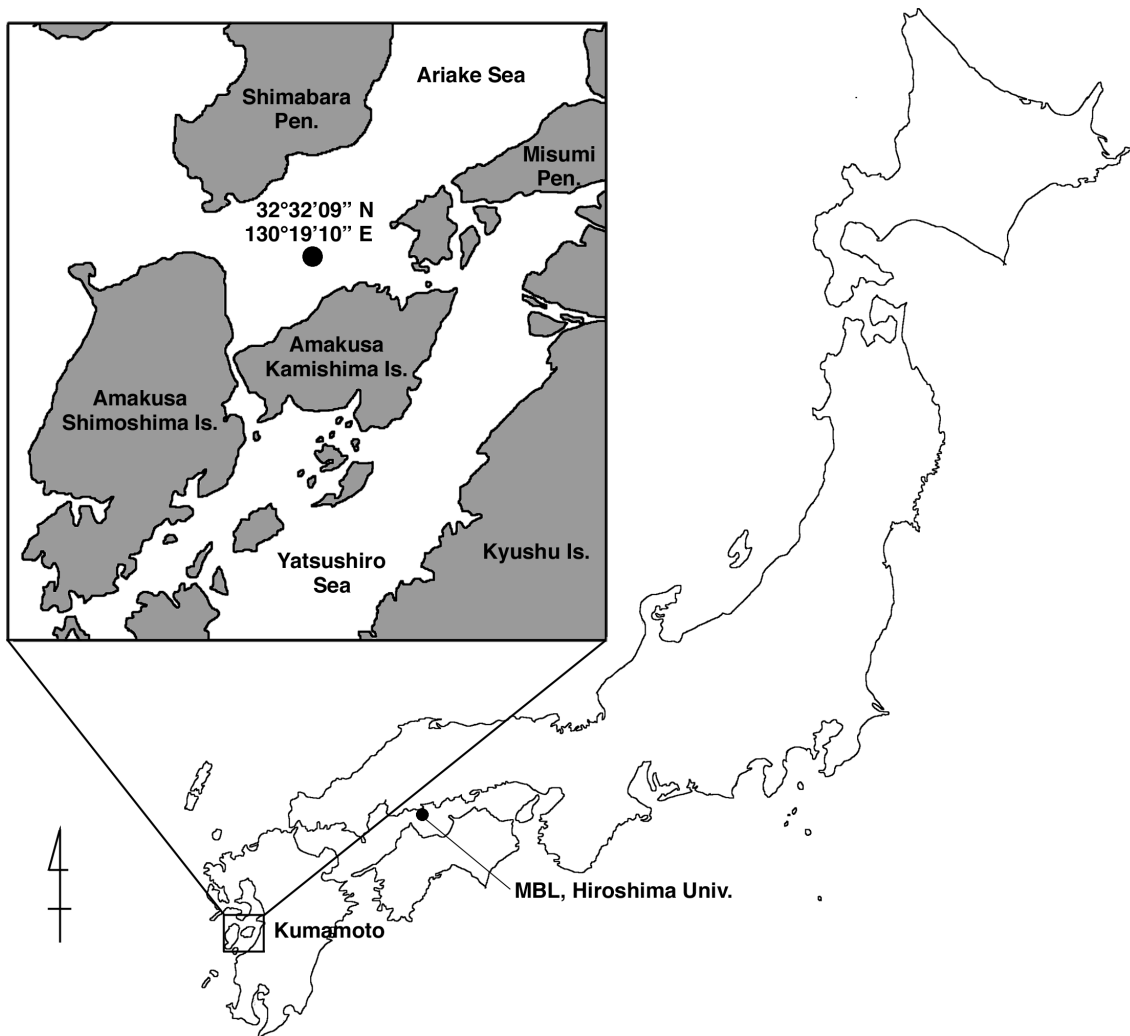 Ariake Sea
Shimabara
Pen.
Misumi
Pen.
32°32’09” N
130°19’10” E
Amakusa
Kamishima Is.
Amakusa
Shimoshima Is.
Kyushu Is.
Yatsushiro
Sea
MBL, Hiroshima Univ.
Kumamoto